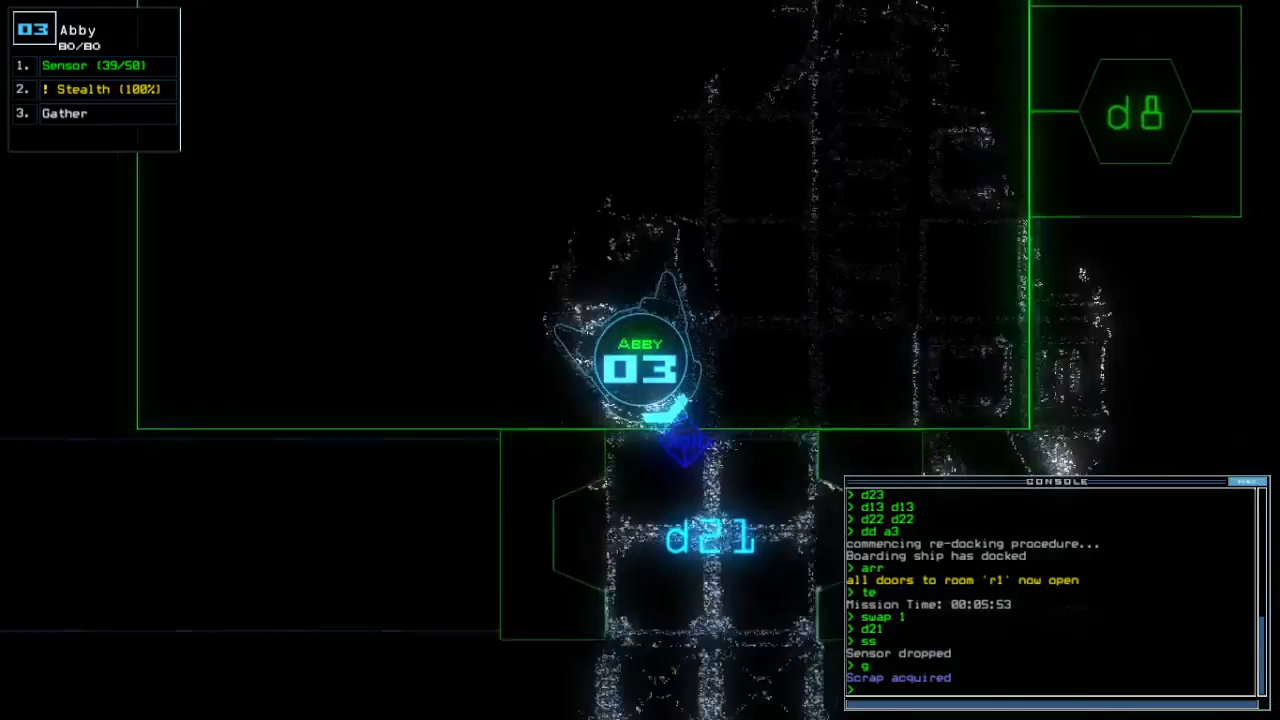 03 Abby
80/80
1. Sensor (39/50)
2. ! Stealth (100%)
3. Gather
d8
ABBY
03
d21
CONSOLE
> d23
> d13 d13
> d22 d22
> dd a3
commencing re-docking procedure...
Boarding ship has docked
> arr
all doors to room 'r1' now open
> te
Mission Time: 00:05:53
> swap 1
> d21
> ss
Sensor dropped
> g
Scrap acquired
>